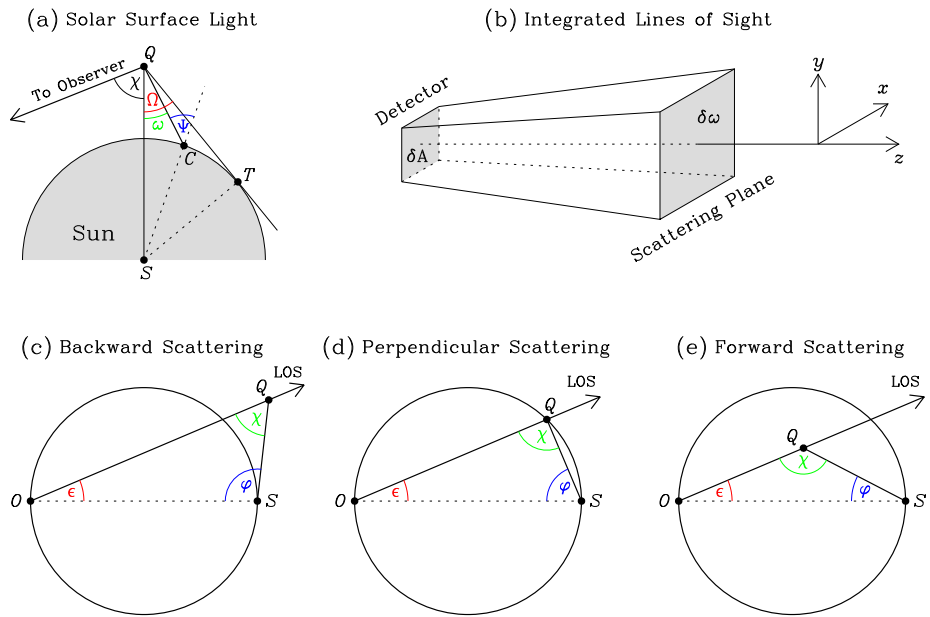 (a) Solar Surface Light
Q
To Observer
χ
Ω
ω
Ψ
C
T
Sun
S
(b) Integrated Lines of Sight
Detector
δA
δω
Scattering Plane
y
x
z
(c) Backward Scattering
LOS
Q
χ
φ
ϵ
O
S
(d) Perpendicular Scattering
LOS
Q
χ
φ
ϵ
O
S
(e) Forward Scattering
LOS
Q
χ
φ
ϵ
O
S